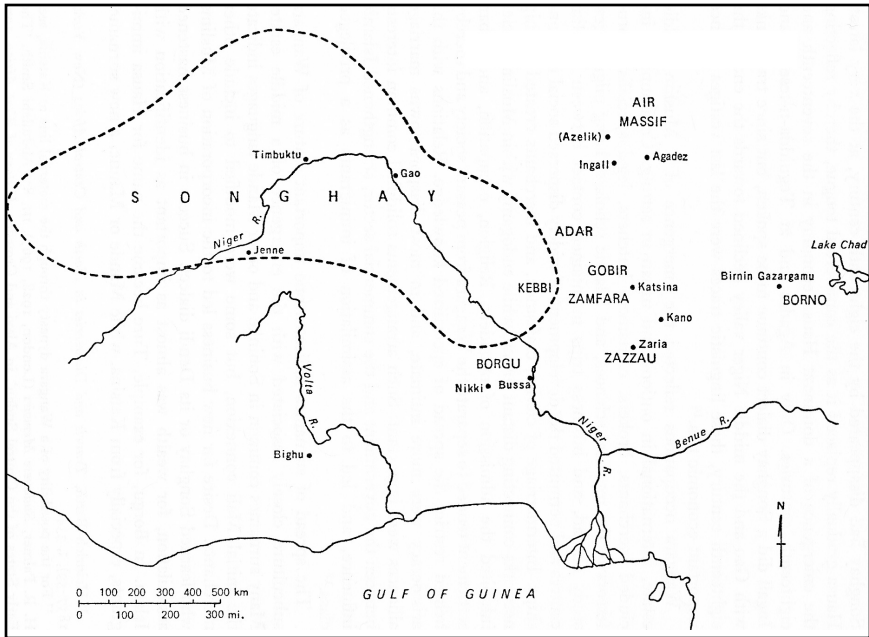 AIR
MASSIF
(Azelik)
Ingall
Agadez
Timbuktu
Gao
SONGHAY
Niger R.
Jenne
ADAR
Lake Chad
GOBIR
KEBBI
Katsina
Birnin Gazargamu
ZAMFARA
BORNO
Kano
Zaria
ZAZZAU
BORGU
Nikki
Bussa
Volta R.
Niger R.
Benue R.
Bighu
N
0 100 200 300 400 500 km
0 100 200 300 mi.
GULF OF GUINEA